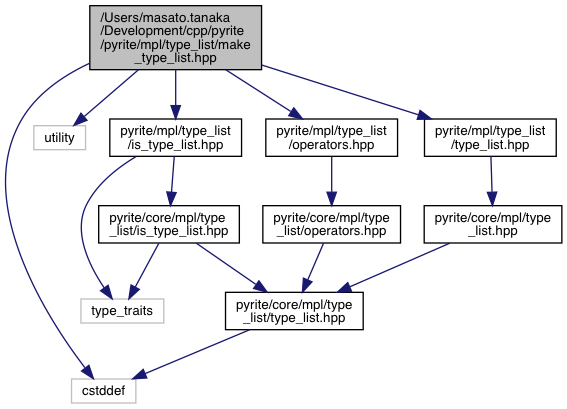 /Users/masato.tanaka
/Development/cpp/pyrite
/pyrite/mpl/type_list/make
_type_list.hpp
utility
pyrite/mpl/type_list
/is_type_list.hpp
pyrite/mpl/type_list
/operators.hpp
pyrite/mpl/type_list
/type_list.hpp
pyrite/core/mpl/type
_list/is_type_list.hpp
pyrite/core/mpl/type
_list/operators.hpp
pyrite/core/mpl/type
_list.hpp
type_traits
pyrite/core/mpl/type
_list/type_list.hpp
cstddef